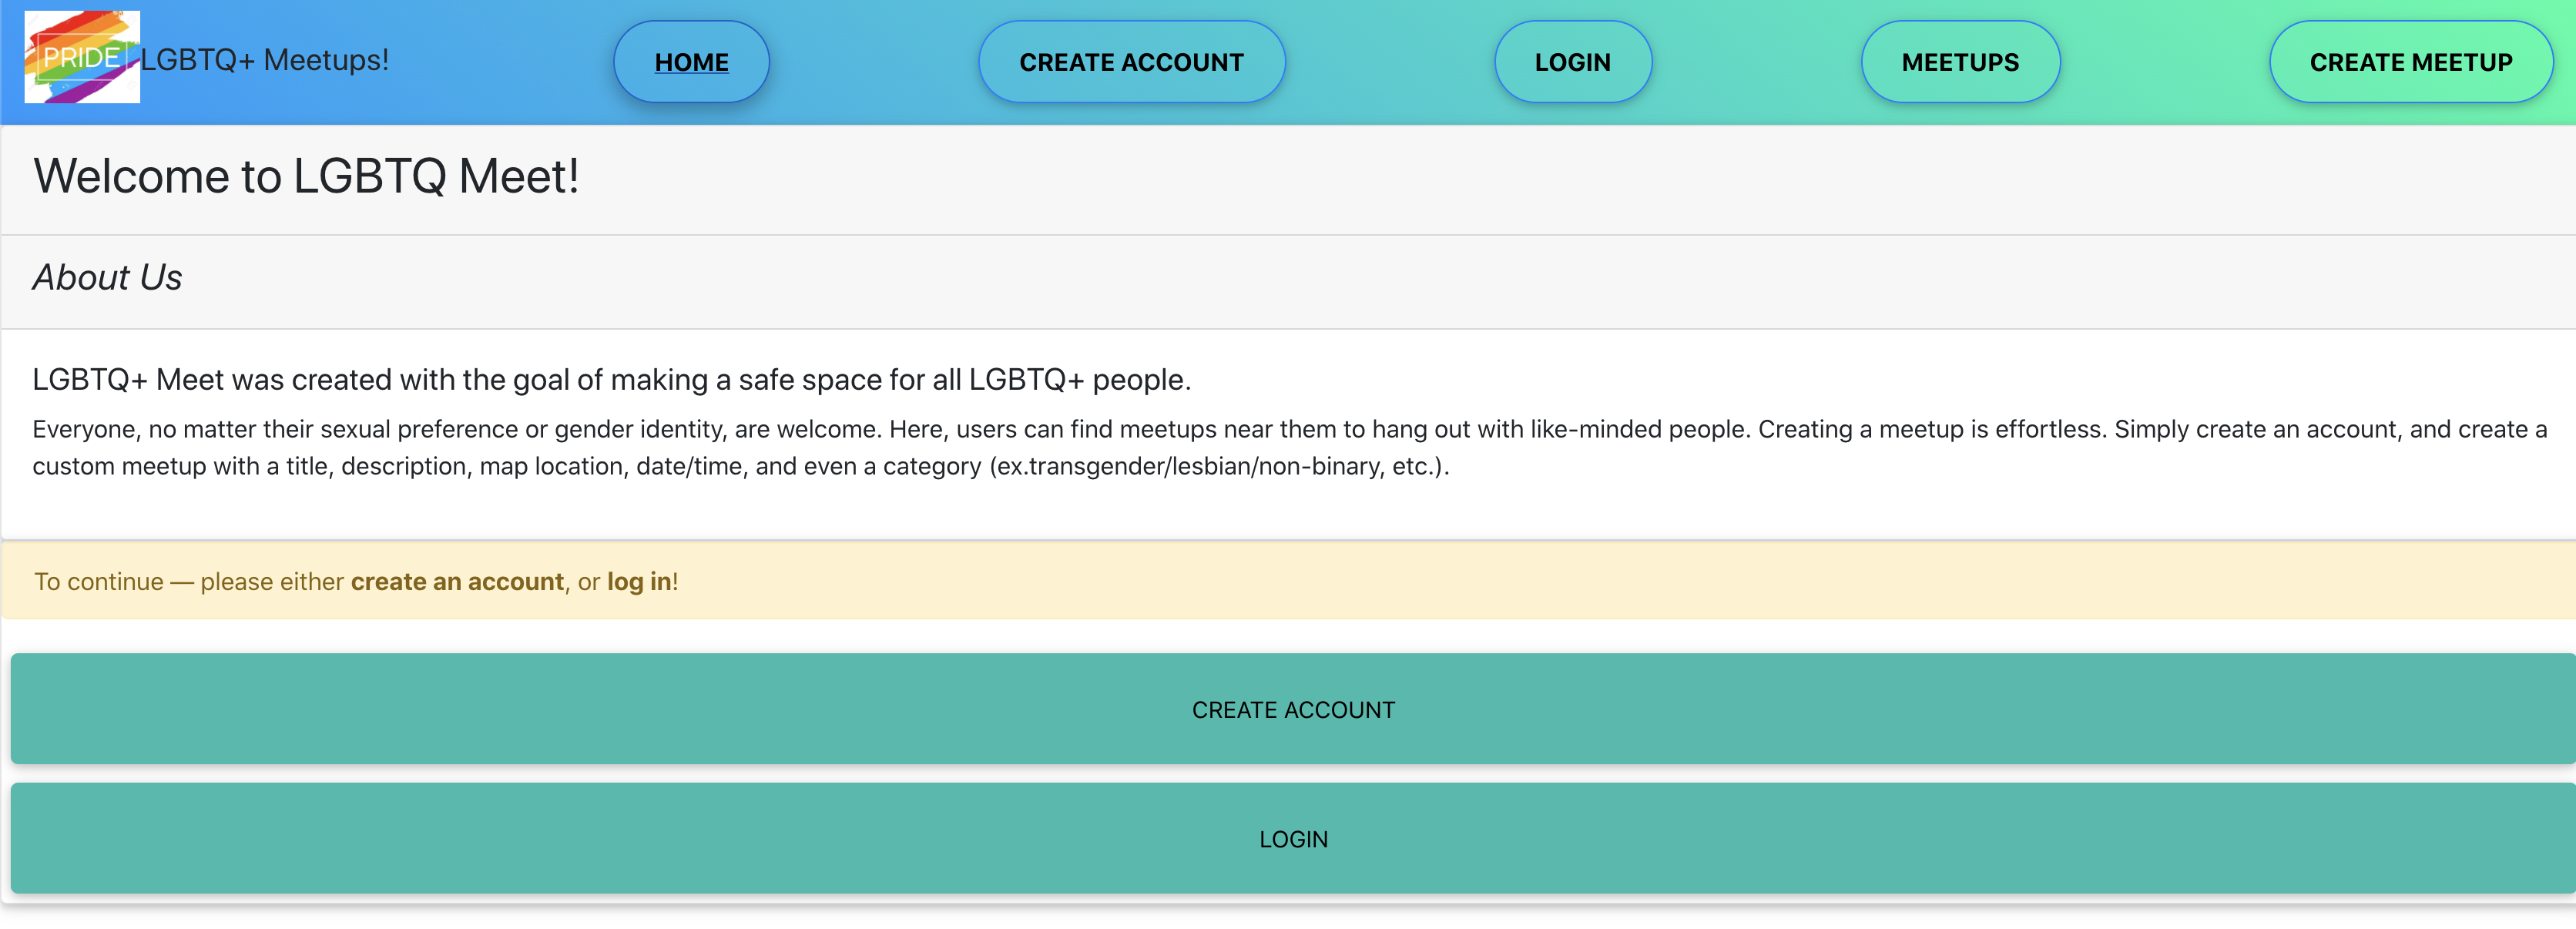 PRIDE
LGBTQ+ Meetups!
HOME
CREATE ACCOUNT
LOGIN
MEETUPS
CREATE MEETUP
Welcome to LGBTQ Meet!
About Us
LGBTQ+ Meet was created with the goal of making a safe space for all LGBTQ+ people.
Everyone, no matter their sexual preference or gender identity, are welcome. Here, users can find meetups near them to hang out with like-minded people. Creating a meetup is effortless. Simply create an account, and create a
custom meetup with a title, description, map location, date/time, and even a category (ex.transgender/lesbian/non-binary, etc.).
To continue — please either create an account, or log in!
CREATE ACCOUNT
LOGIN